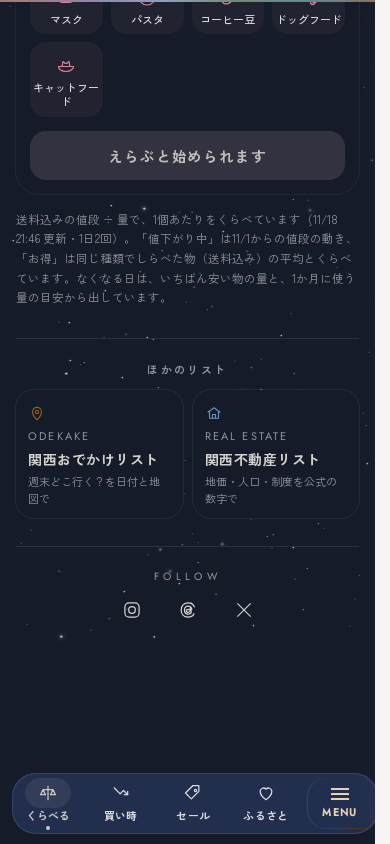 マスク
パスタ
コーヒー豆
ドッグフード
キャットフー
ド
えらぶと始められます
送料込みの値段 ÷ 量で、1個あたりをくらべています（11/18
21:46 更新・1日2回）。「値下がり中」は11/1からの値段の動き、
「お得」は同じ種類でしらべた物（送料込み）の平均とくらべ
ています。なくなる日は、いちばん安い物の量と、1か月に使う
量の目安から出しています。
ほかのリスト
ODEKAKE
関西おでかけリスト
週末どこ行く？を日付と地
図で
REAL ESTATE
関西不動産リスト
地価・人口・制度を公式の
数字で
FOLLOW
くらべる
買い時
セール
ふるさと
MENU